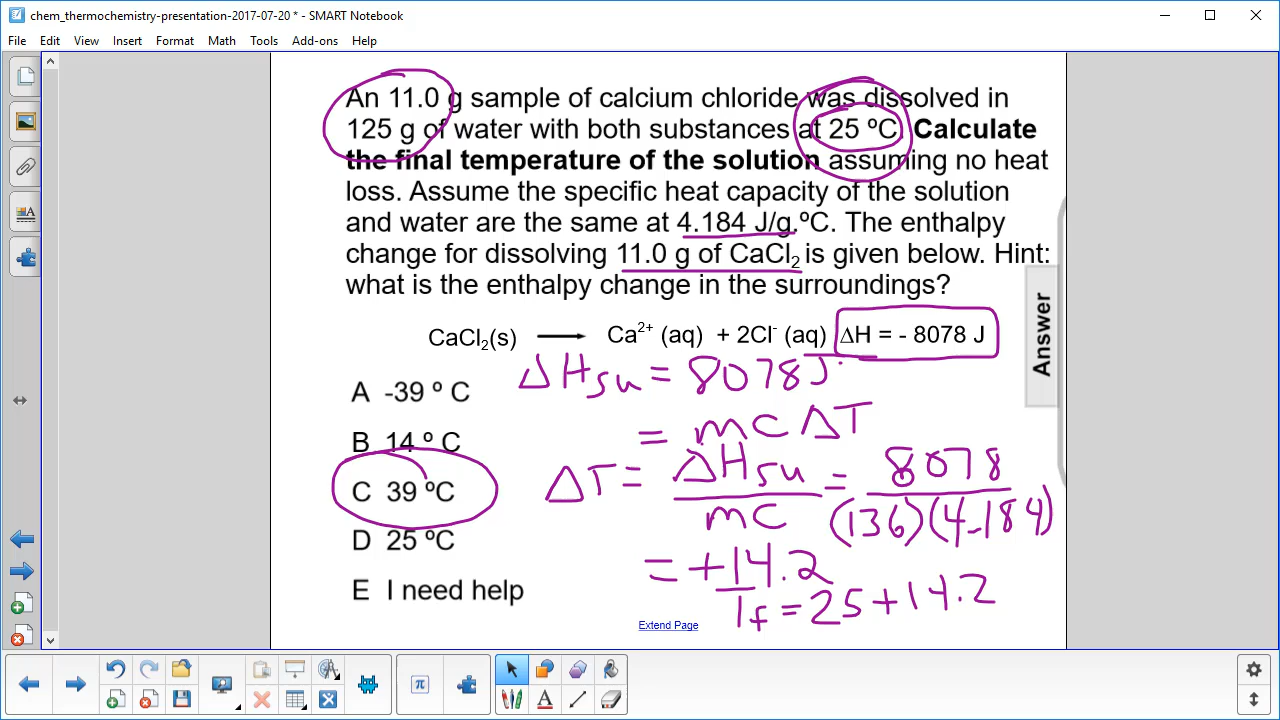 chem_thermochemistry-presentation-2017-07-20 * - SMART Notebook
File Edit View Insert Format Math Tools Add-ons Help
An 11.0 g sample of calcium chloride was dissolved in
125 g of water with both substances at 25 ºC. Calculate
the final temperature of the solution assuming no heat
loss. Assume the specific heat capacity of the solution
and water are the same at 4.184 J/g.ºC. The enthalpy
change for dissolving 11.0 g of CaCl₂ is given below. Hint:
what is the enthalpy change in the surroundings?
CaCl₂(s) → Ca²⁺ (aq) + 2Cl⁻ (aq) ΔH = - 8078 J
Answer
ΔHsu = 8078 J
A -39 º C
= mCΔT
B 14 º C
ΔT = ΔHsu / mC = 8078 / (136)(4.184)
C 39 ºC
D 25 ºC
= +14.2
E I need help
Tf = 25 + 14.2
Extend Page